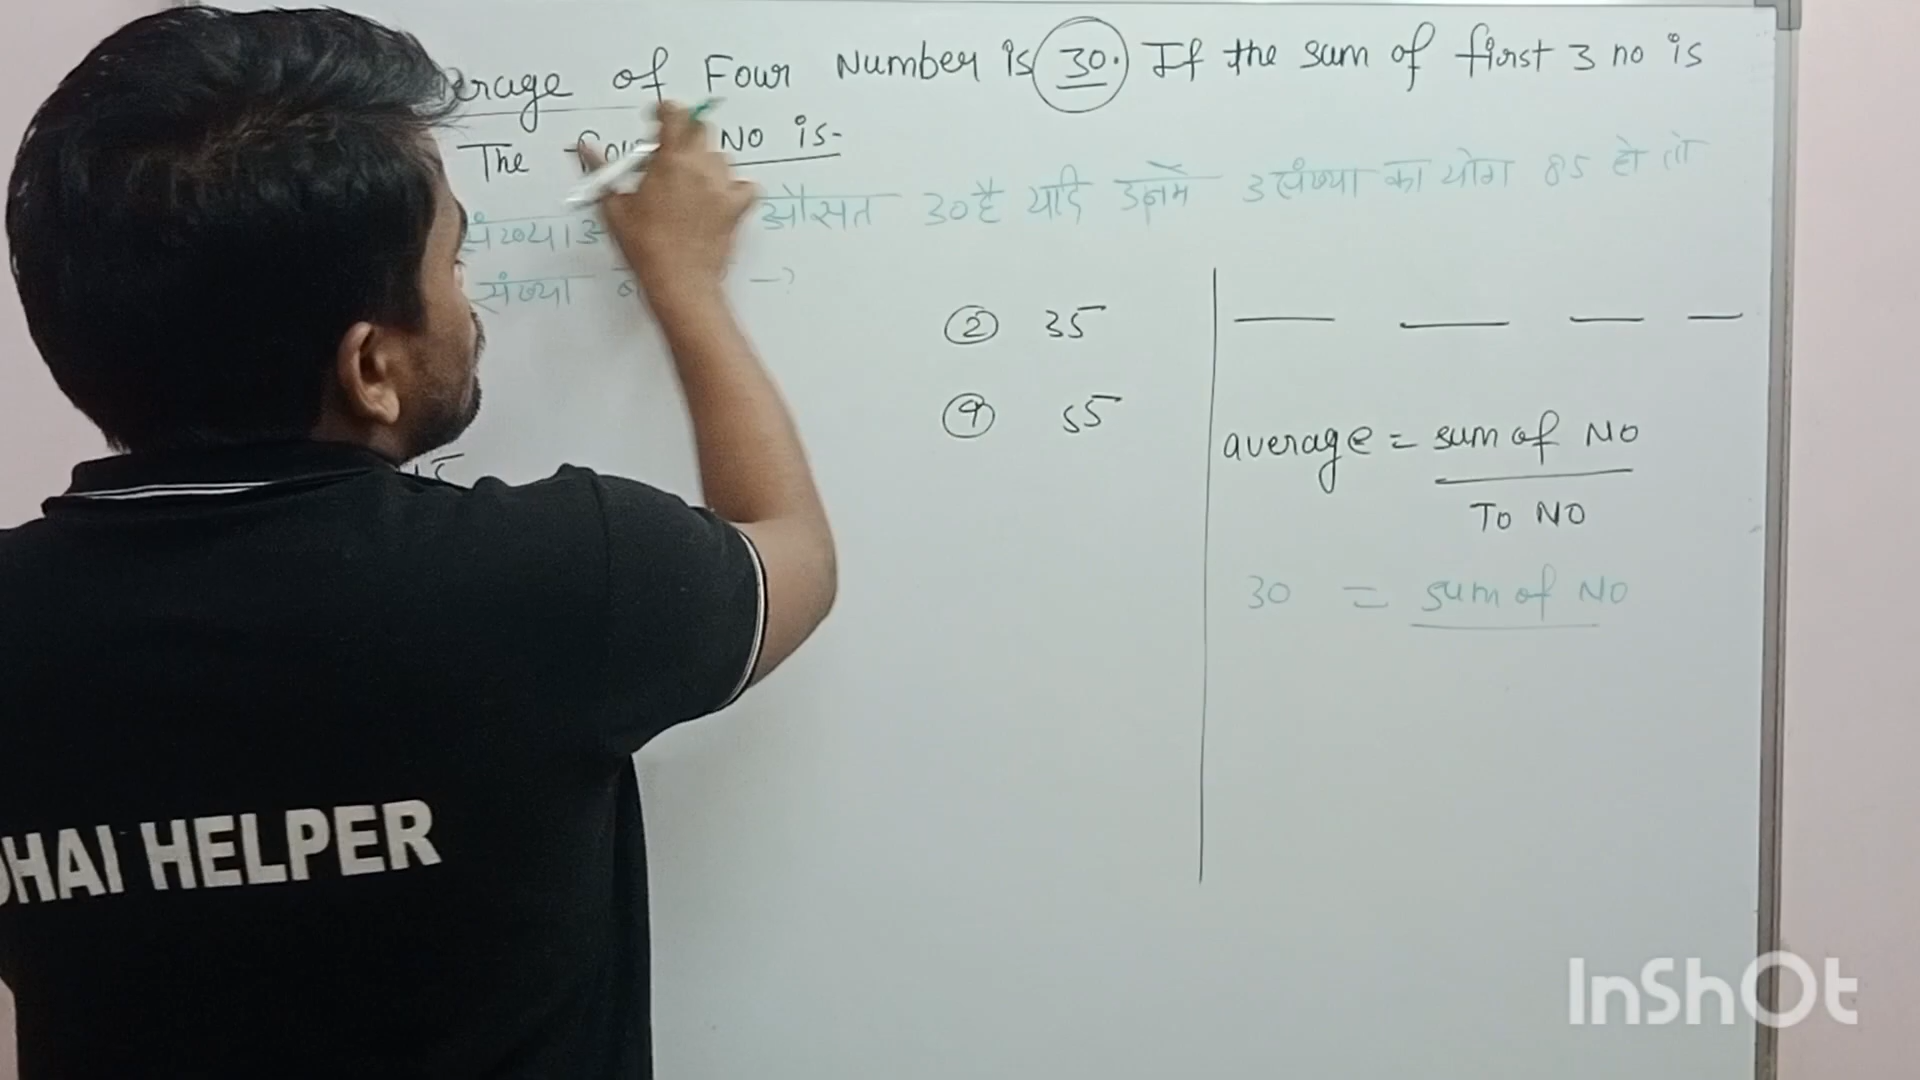 erage of Four Number is 30. If the sum of first 3 no is
The No is-
औसत 30 है यदि उनमे 3 संख्या का योग 85 हो तो
संख्या -?
② 35
④ 55
average = sum of No
To No
30 = sum of No
HAI HELPER
InShOt